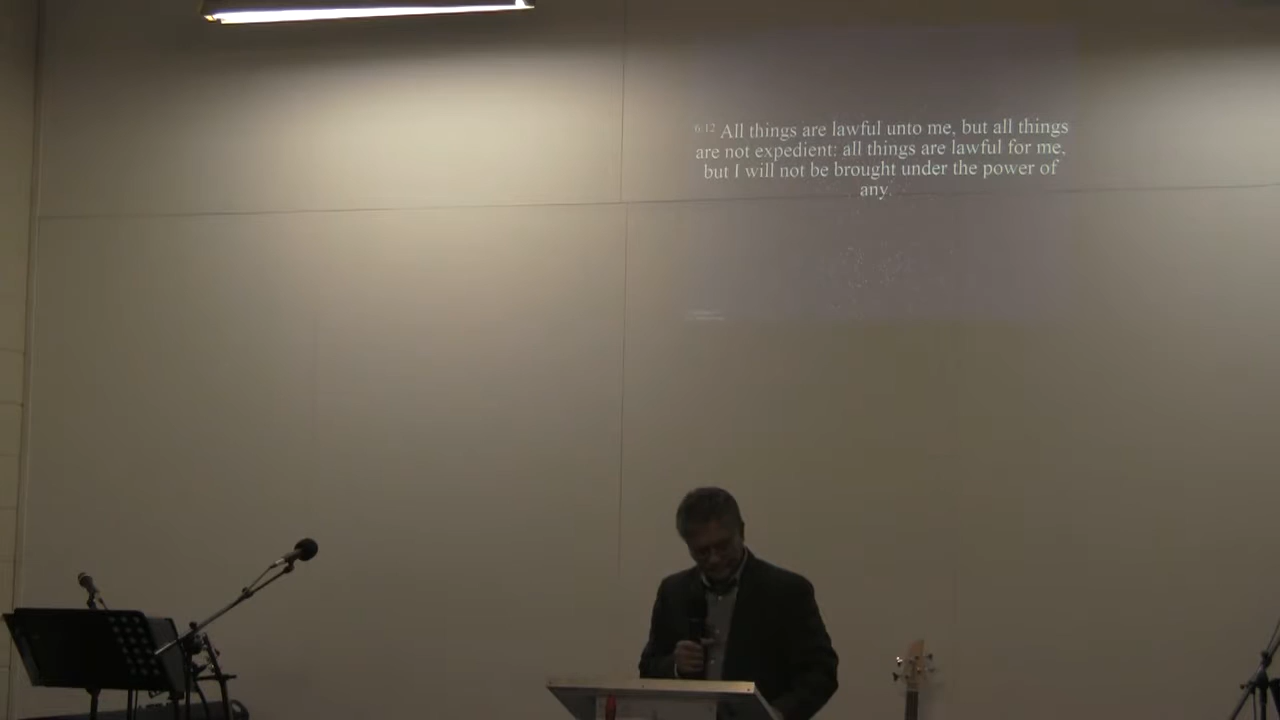 6:12 All things are lawful unto me, but all things
are not expedient: all things are lawful for me,
but I will not be brought under the power of
any.